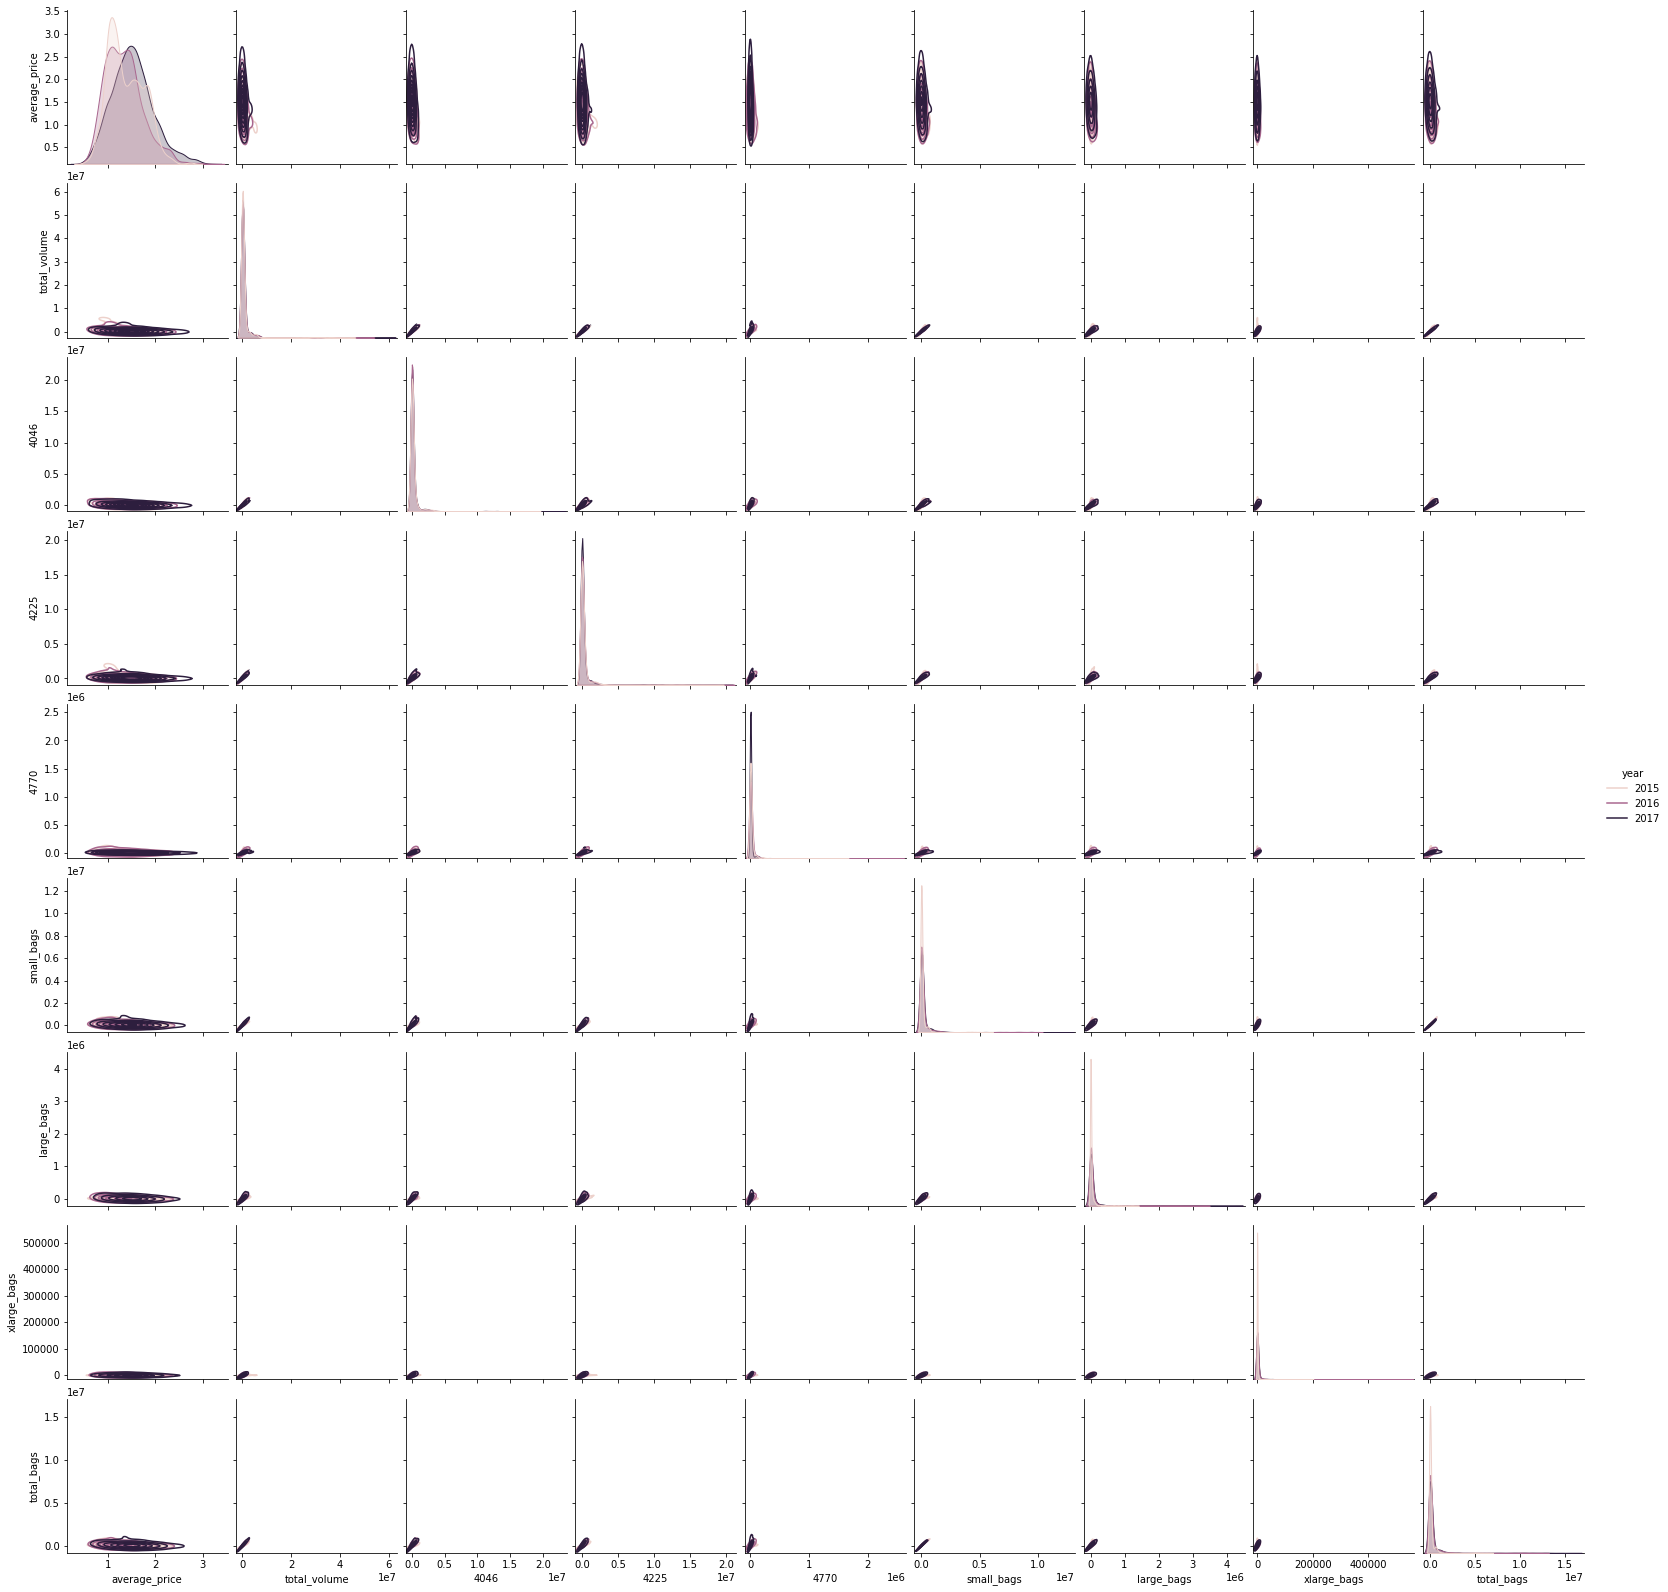 3.5
3.0
2.5
2.0
1.5
1.0
0.5
average_price
1e7
6
5
4
3
2
1
0
total_volume
1e7
2.0
1.5
1.0
0.5
0.0
4046
1e7
2.0
1.5
1.0
0.5
0.0
4225
1e6
2.5
2.0
1.5
1.0
0.5
0.0
4770
year
2015
2016
2017
1e7
1.2
1.0
0.8
0.6
0.4
0.2
0.0
small_bags
1e6
4
3
2
1
0
large_bags
500000
400000
300000
200000
100000
0
xlarge_bags
1e7
1.5
1.0
0.5
0.0
total_bags
1 2 3
average_price
0 2 4 6
total_volume 1e7
0.0 0.5 1.0 1.5 2.0
4046 1e7
0.0 0.5 1.0 1.5 2.0
4225 1e7
0 1 2
4770 1e6
0.0 0.5 1.0
small_bags 1e7
0 1 2 3 4
large_bags 1e6
0 200000 400000
xlarge_bags
0.0 0.5 1.0 1.5
total_bags 1e7